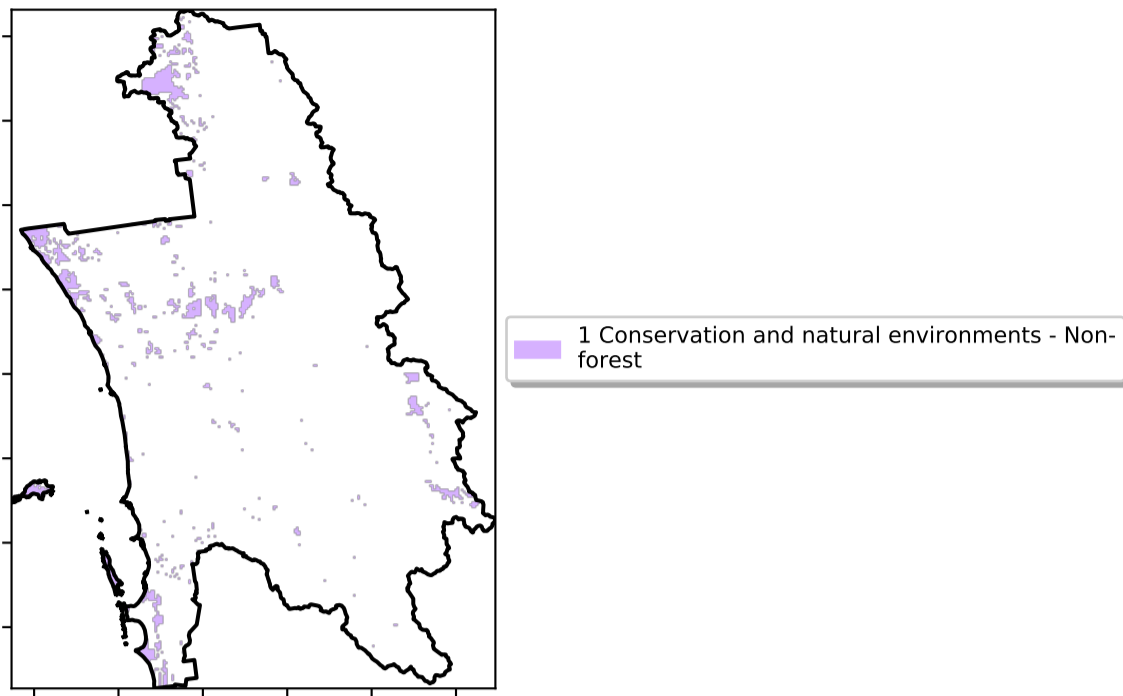 1 Conservation and natural environments - Non-
forest